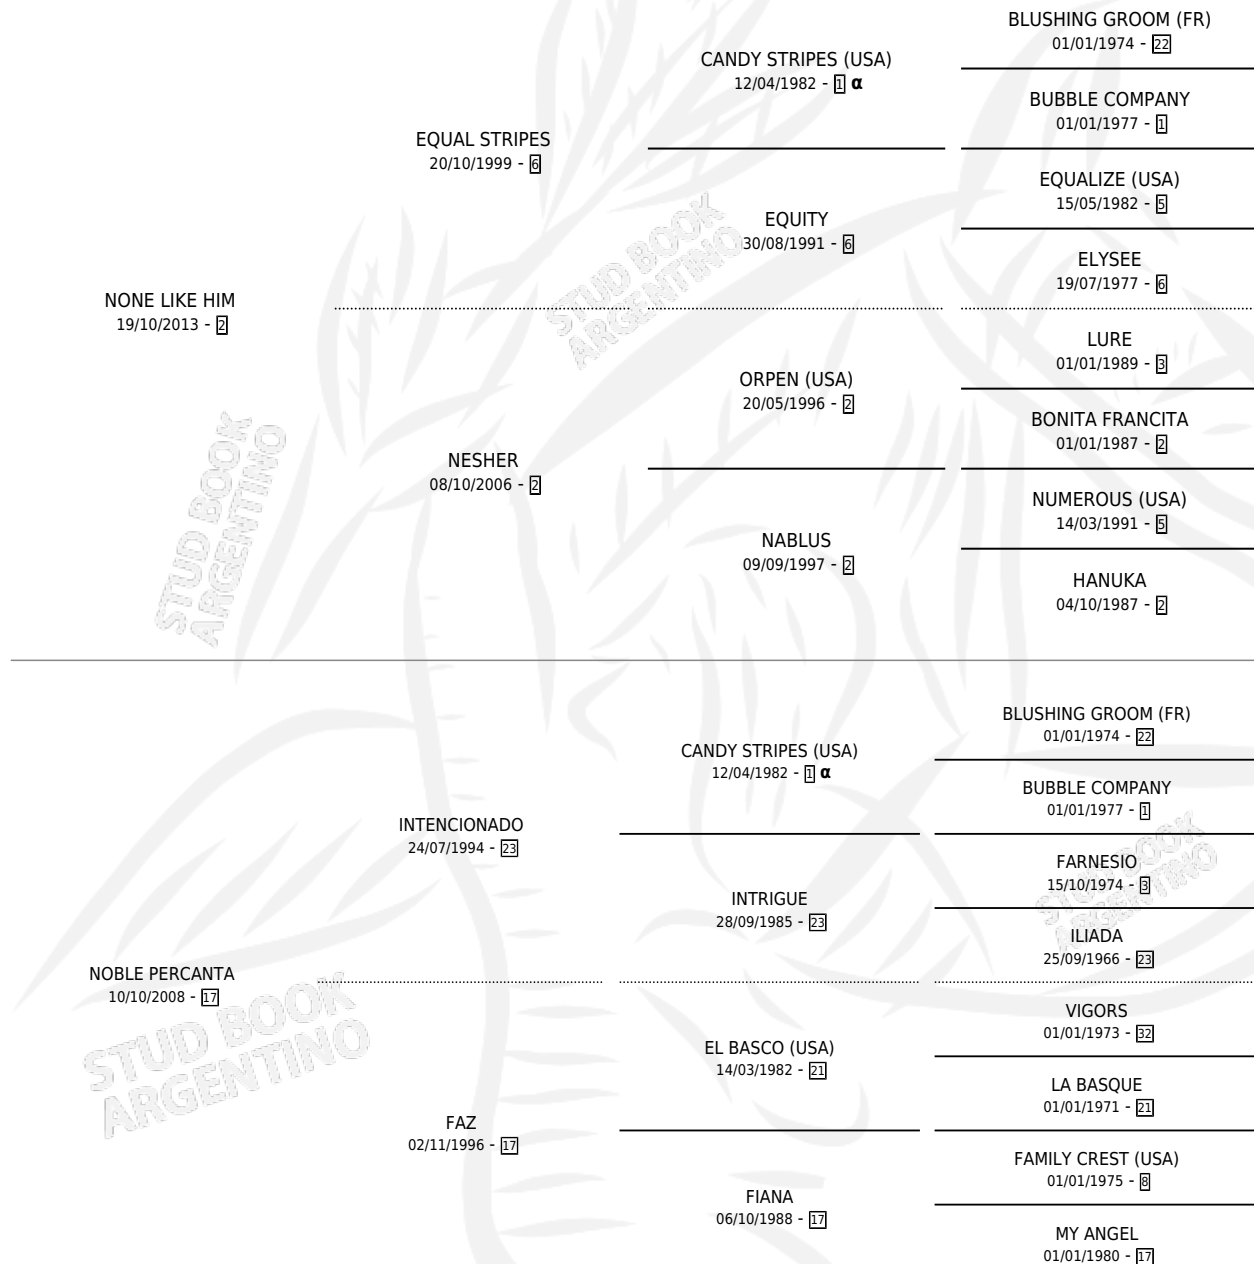 BLUSHING GROOM (FR)
01/01/1974 - 22
CANDY STRIPES (USA)
12/04/1982 - 1 α
BUBBLE COMPANY
01/01/1977 - 1
EQUAL STRIPES
20/10/1999 - 6
EQUALIZE (USA)
15/05/1982 - 5
EQUITY
30/08/1991 - 6
ELYSEE
19/07/1977 - 6
NONE LIKE HIM
19/10/2013 - 2
LURE
01/01/1989 - 3
ORPEN (USA)
20/05/1996 - 2
BONITA FRANCITA
01/01/1987 - 2
NESHER
08/10/2006 - 2
NUMEROUS (USA)
14/03/1991 - 5
NABLUS
09/09/1997 - 2
HANUKA
04/10/1987 - 2
STUD BOOK
ARGENTINO
STUD BOOK
ARGENTINO
BLUSHING GROOM (FR)
01/01/1974 - 22
CANDY STRIPES (USA)
12/04/1982 - 1 α
BUBBLE COMPANY
01/01/1977 - 1
INTENCIONADO
24/07/1994 - 23
FARNESIO
15/10/1974 - 3
INTRIGUE
28/09/1985 - 23
ILIADA
25/09/1966 - 23
NOBLE PERCANTA
10/10/2008 - 17
VIGORS
01/01/1973 - 32
EL BASCO (USA)
14/03/1982 - 21
LA BASQUE
01/01/1971 - 21
FAZ
02/11/1996 - 17
FAMILY CREST (USA)
01/01/1975 - 8
FIANA
06/10/1988 - 17
MY ANGEL
01/01/1980 - 17
STUD BOOK
ARGENTINO
STUD BOOK
ARGENTINO